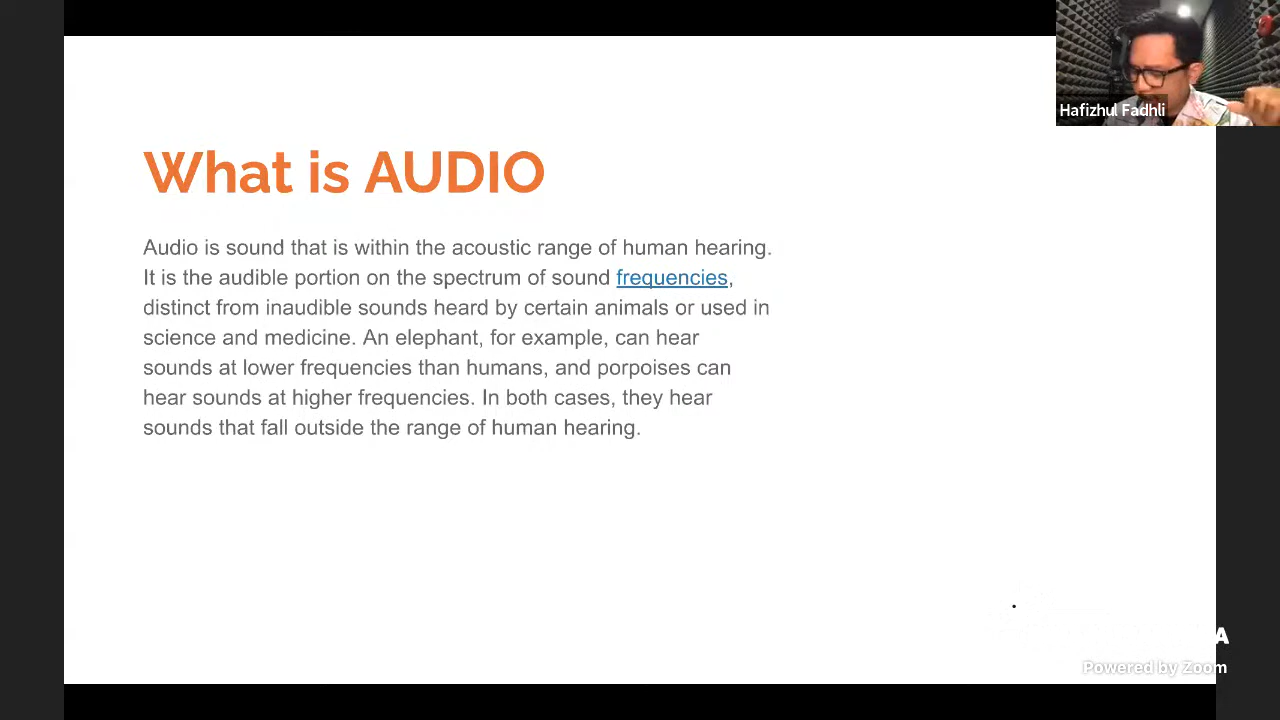 What is AUDIO
Audio is sound that is within the acoustic range of human hearing.
It is the audible portion on the spectrum of sound frequencies,
distinct from inaudible sounds heard by certain animals or used in
science and medicine. An elephant, for example, can hear
sounds at lower frequencies than humans, and porpoises can
hear sounds at higher frequencies. In both cases, they hear
sounds that fall outside the range of human hearing.
Hafizhul Fadhli
A
Powered by Zoom